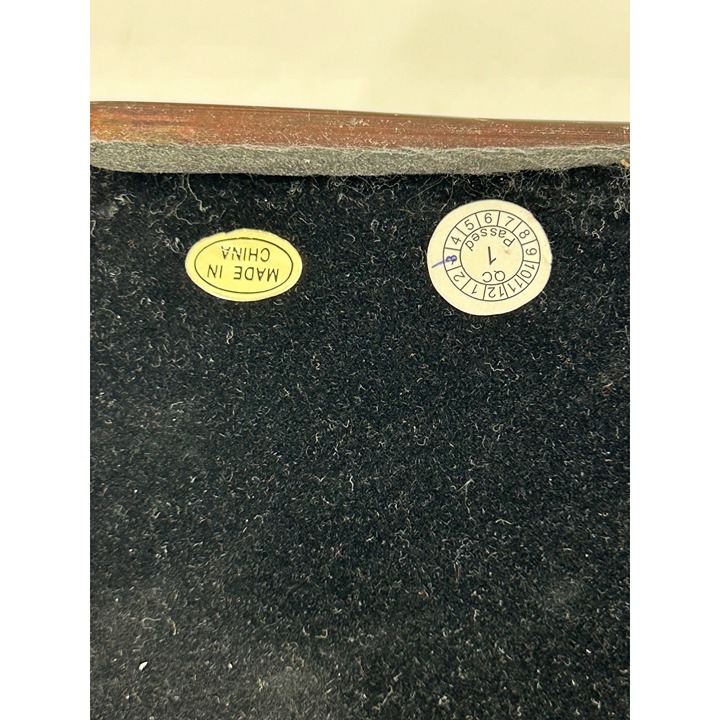 MADE IN
CHINA
1 2 3 4 5 6 7 8 9 10 11 12
QC
1
Passed